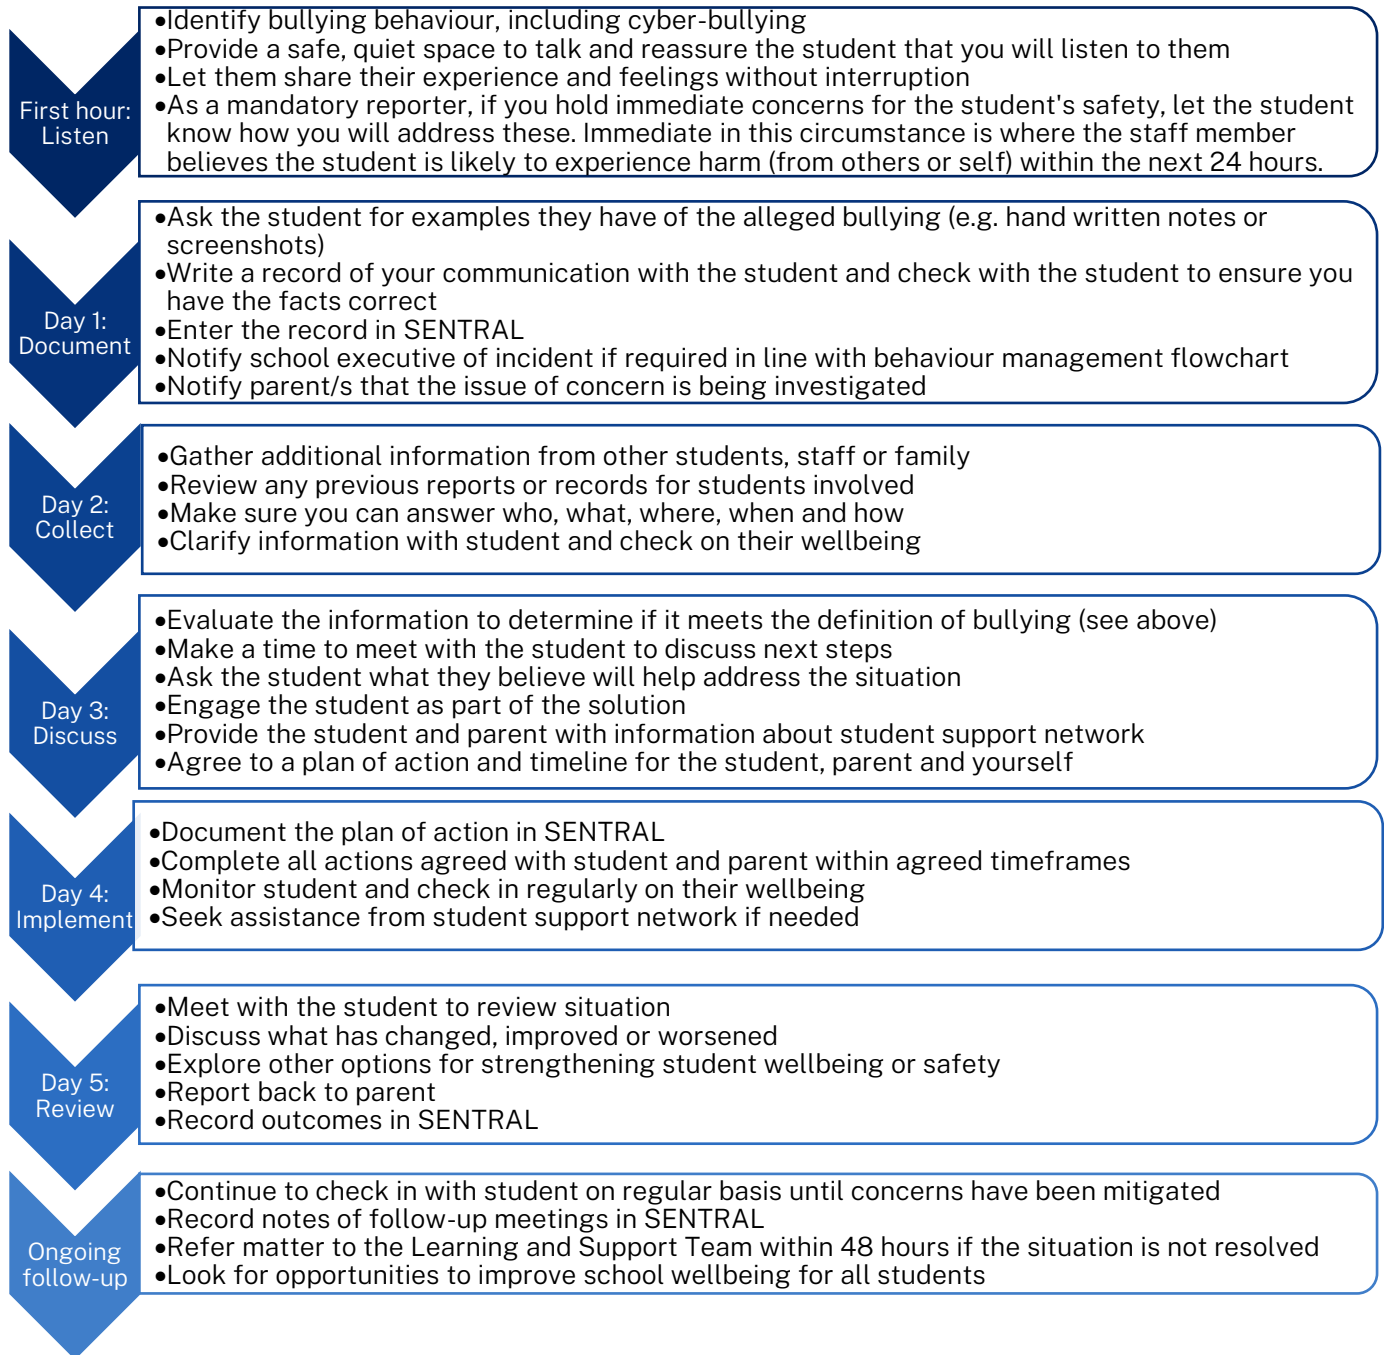 First hour:
Listen
•Identify bullying behaviour, including cyber-bullying
•Provide a safe, quiet space to talk and reassure the student that you will listen to them
•Let them share their experience and feelings without interruption
•As a mandatory reporter, if you hold immediate concerns for the student's safety, let the student
know how you will address these. Immediate in this circumstance is where the staff member
believes the student is likely to experience harm (from others or self) within the next 24 hours.
Day 1:
Document
•Ask the student for examples they have of the alleged bullying (e.g. hand written notes or
screenshots)
•Write a record of your communication with the student and check with the student to ensure you
have the facts correct
•Enter the record in SENTRAL
•Notify school executive of incident if required in line with behaviour management flowchart
•Notify parent/s that the issue of concern is being investigated
Day 2:
Collect
•Gather additional information from other students, staff or family
•Review any previous reports or records for students involved
•Make sure you can answer who, what, where, when and how
•Clarify information with student and check on their wellbeing
Day 3:
Discuss
•Evaluate the information to determine if it meets the definition of bullying (see above)
•Make a time to meet with the student to discuss next steps
•Ask the student what they believe will help address the situation
•Engage the student as part of the solution
•Provide the student and parent with information about student support network
•Agree to a plan of action and timeline for the student, parent and yourself
Day 4:
Implement
•Document the plan of action in SENTRAL
•Complete all actions agreed with student and parent within agreed timeframes
•Monitor student and check in regularly on their wellbeing
•Seek assistance from student support network if needed
Day 5:
Review
•Meet with the student to review situation
•Discuss what has changed, improved or worsened
•Explore other options for strengthening student wellbeing or safety
•Report back to parent
•Record outcomes in SENTRAL
Ongoing
follow-up
•Continue to check in with student on regular basis until concerns have been mitigated
•Record notes of follow-up meetings in SENTRAL
•Refer matter to the Learning and Support Team within 48 hours if the situation is not resolved
•Look for opportunities to improve school wellbeing for all students